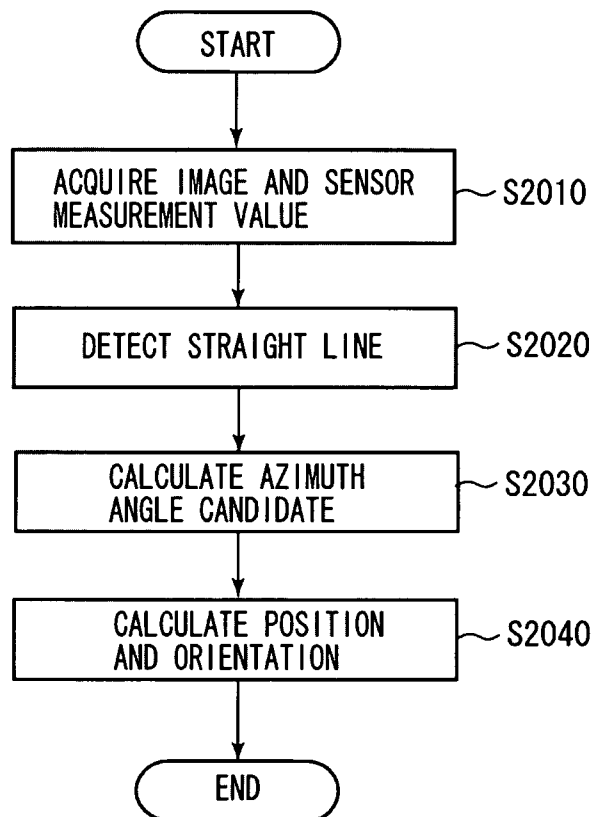 START
ACQUIRE IMAGE AND SENSOR
MEASUREMENT VALUE
S2010
DETECT STRAIGHT LINE
S2020
CALCULATE AZIMUTH
ANGLE CANDIDATE
S2030
CALCULATE POSITION
AND ORIENTATION
S2040
END